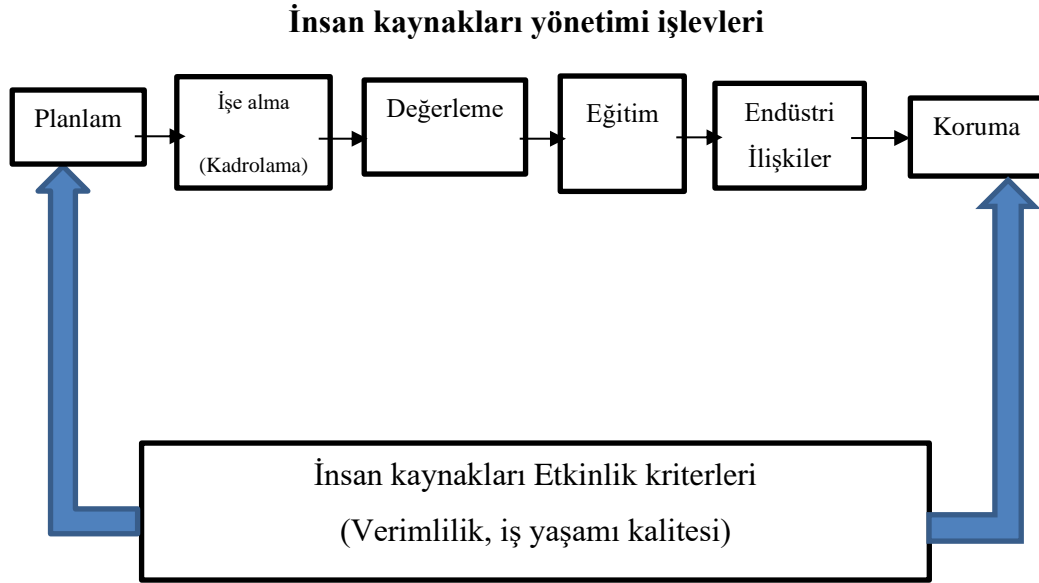 İnsan kaynakları yönetimi işlevleri
Planlam
İşe alma
(Kadrolama)
Değerleme
Eğitim
Endüstri
İlişkiler
Koruma
İnsan kaynakları Etkinlik kriterleri
(Verimlilik, iş yaşamı kalitesi)